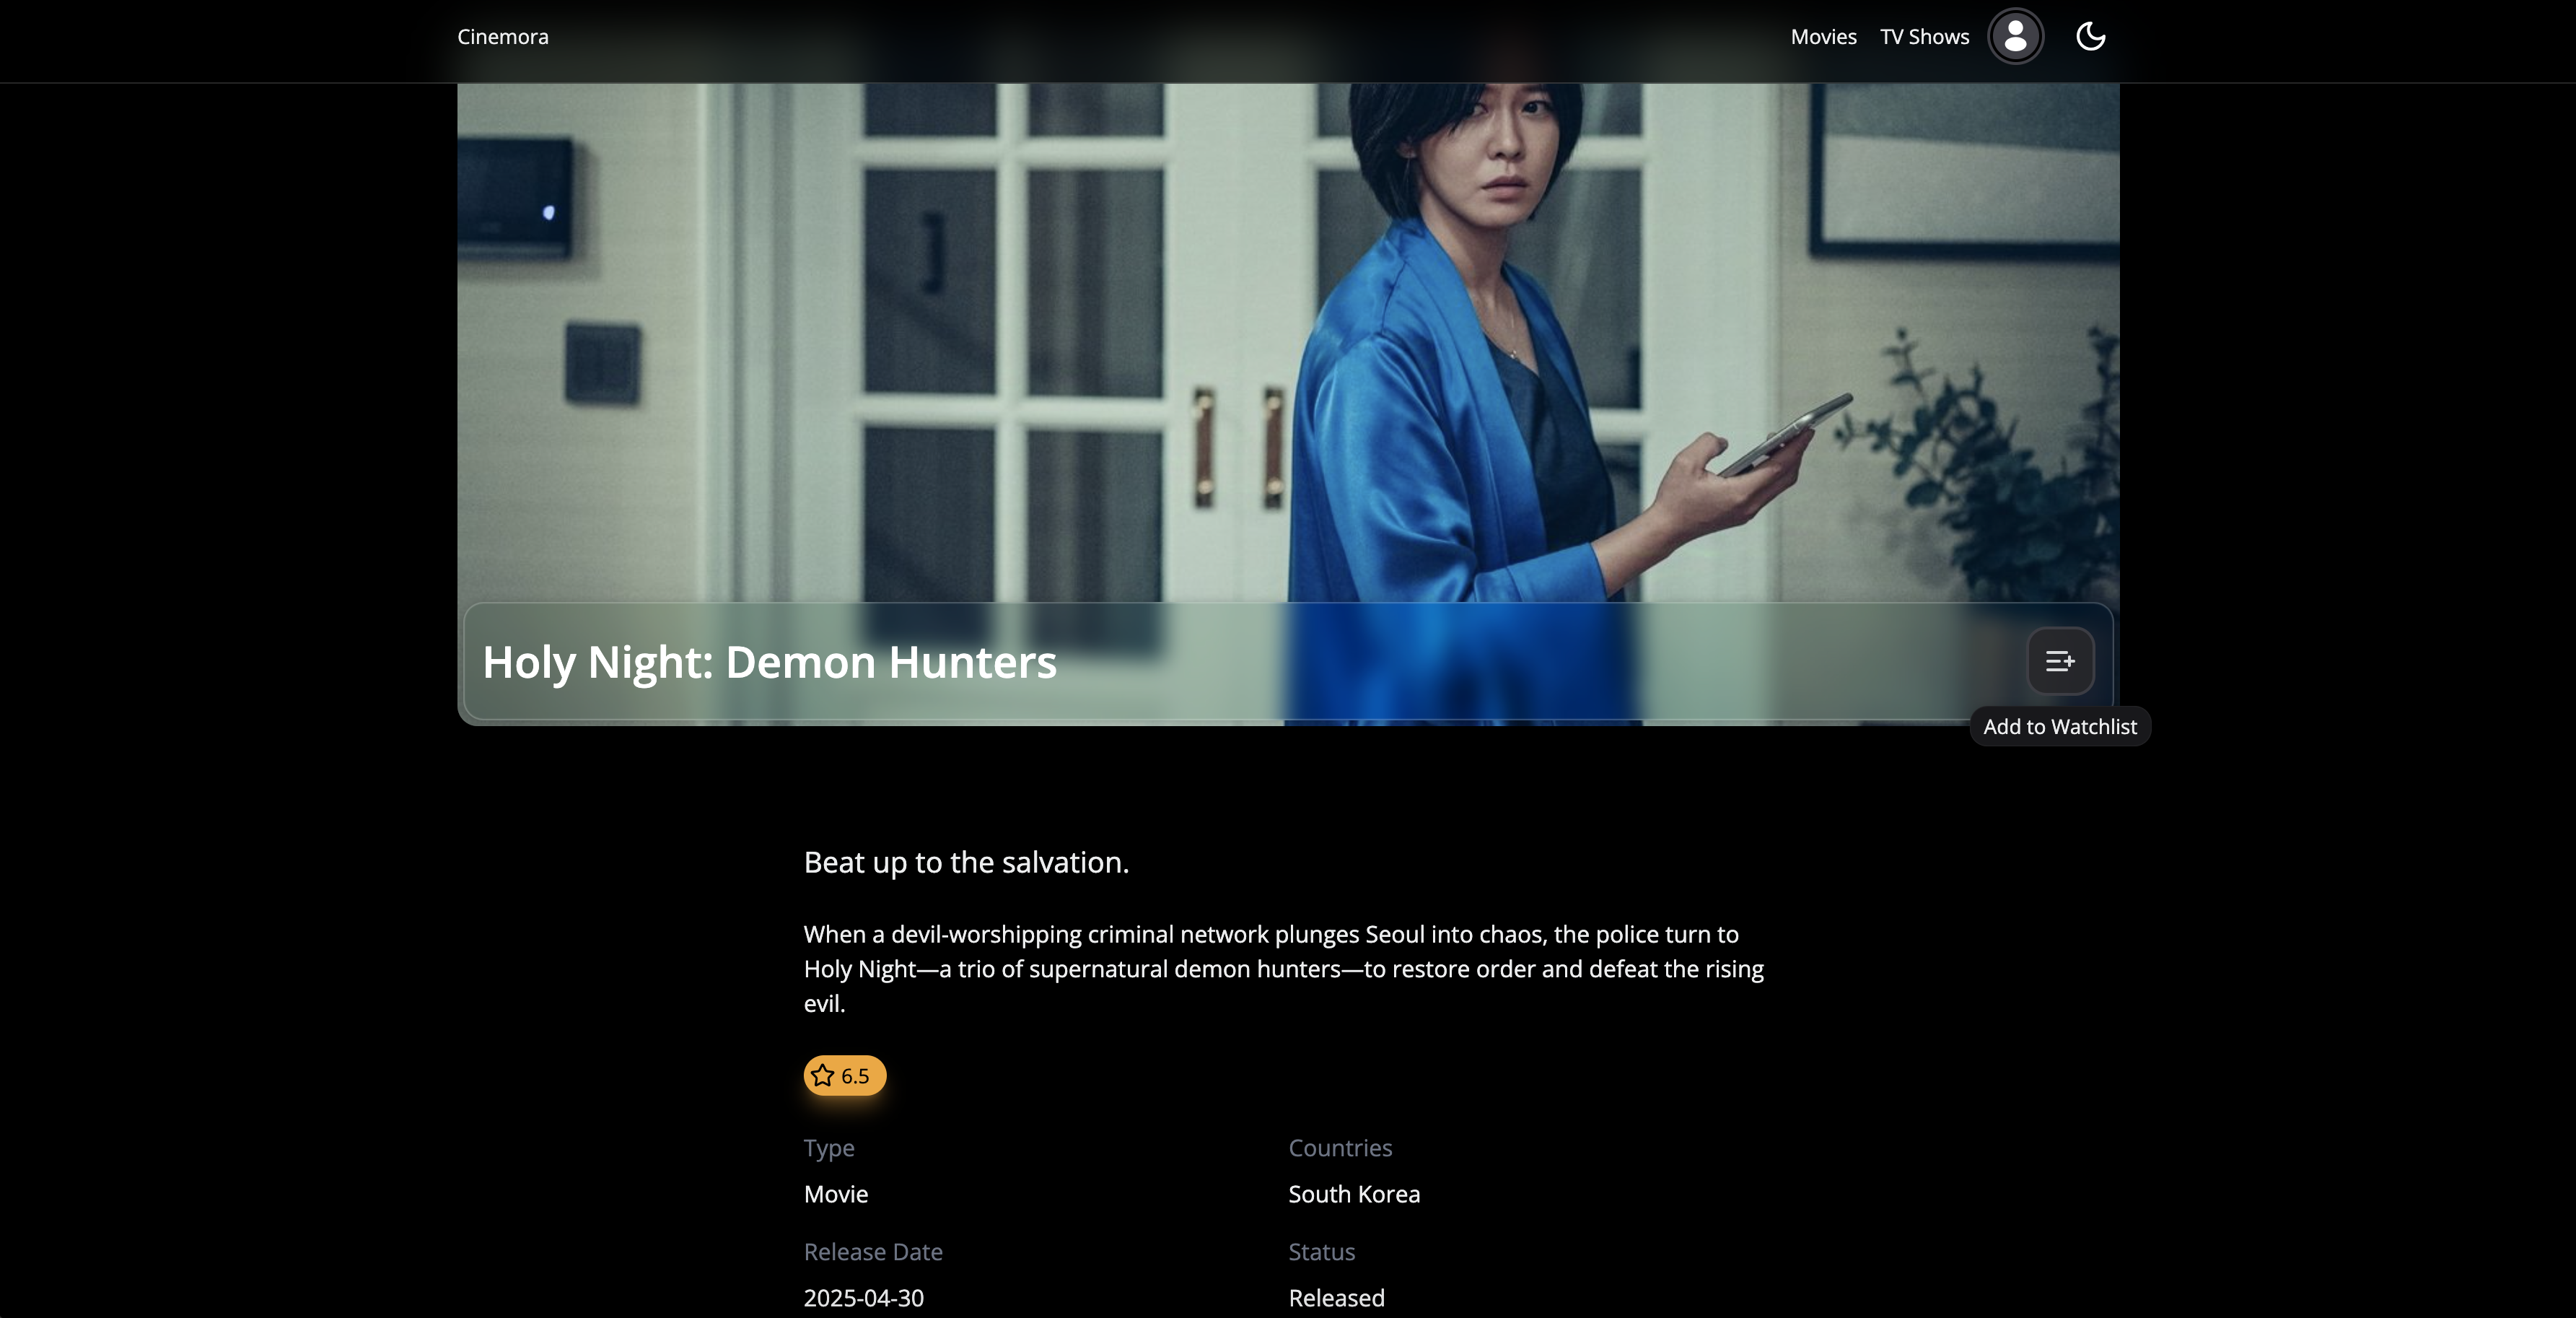 Cinemora
Movies
TV Shows
Holy Night: Demon Hunters
Add to Watchlist
Beat up to the salvation.
When a devil-worshipping criminal network plunges Seoul into chaos, the police turn to
Holy Night—a trio of supernatural demon hunters—to restore order and defeat the rising
evil.
6.5
Type
Countries
Movie
South Korea
Release Date
Status
2025-04-30
Released